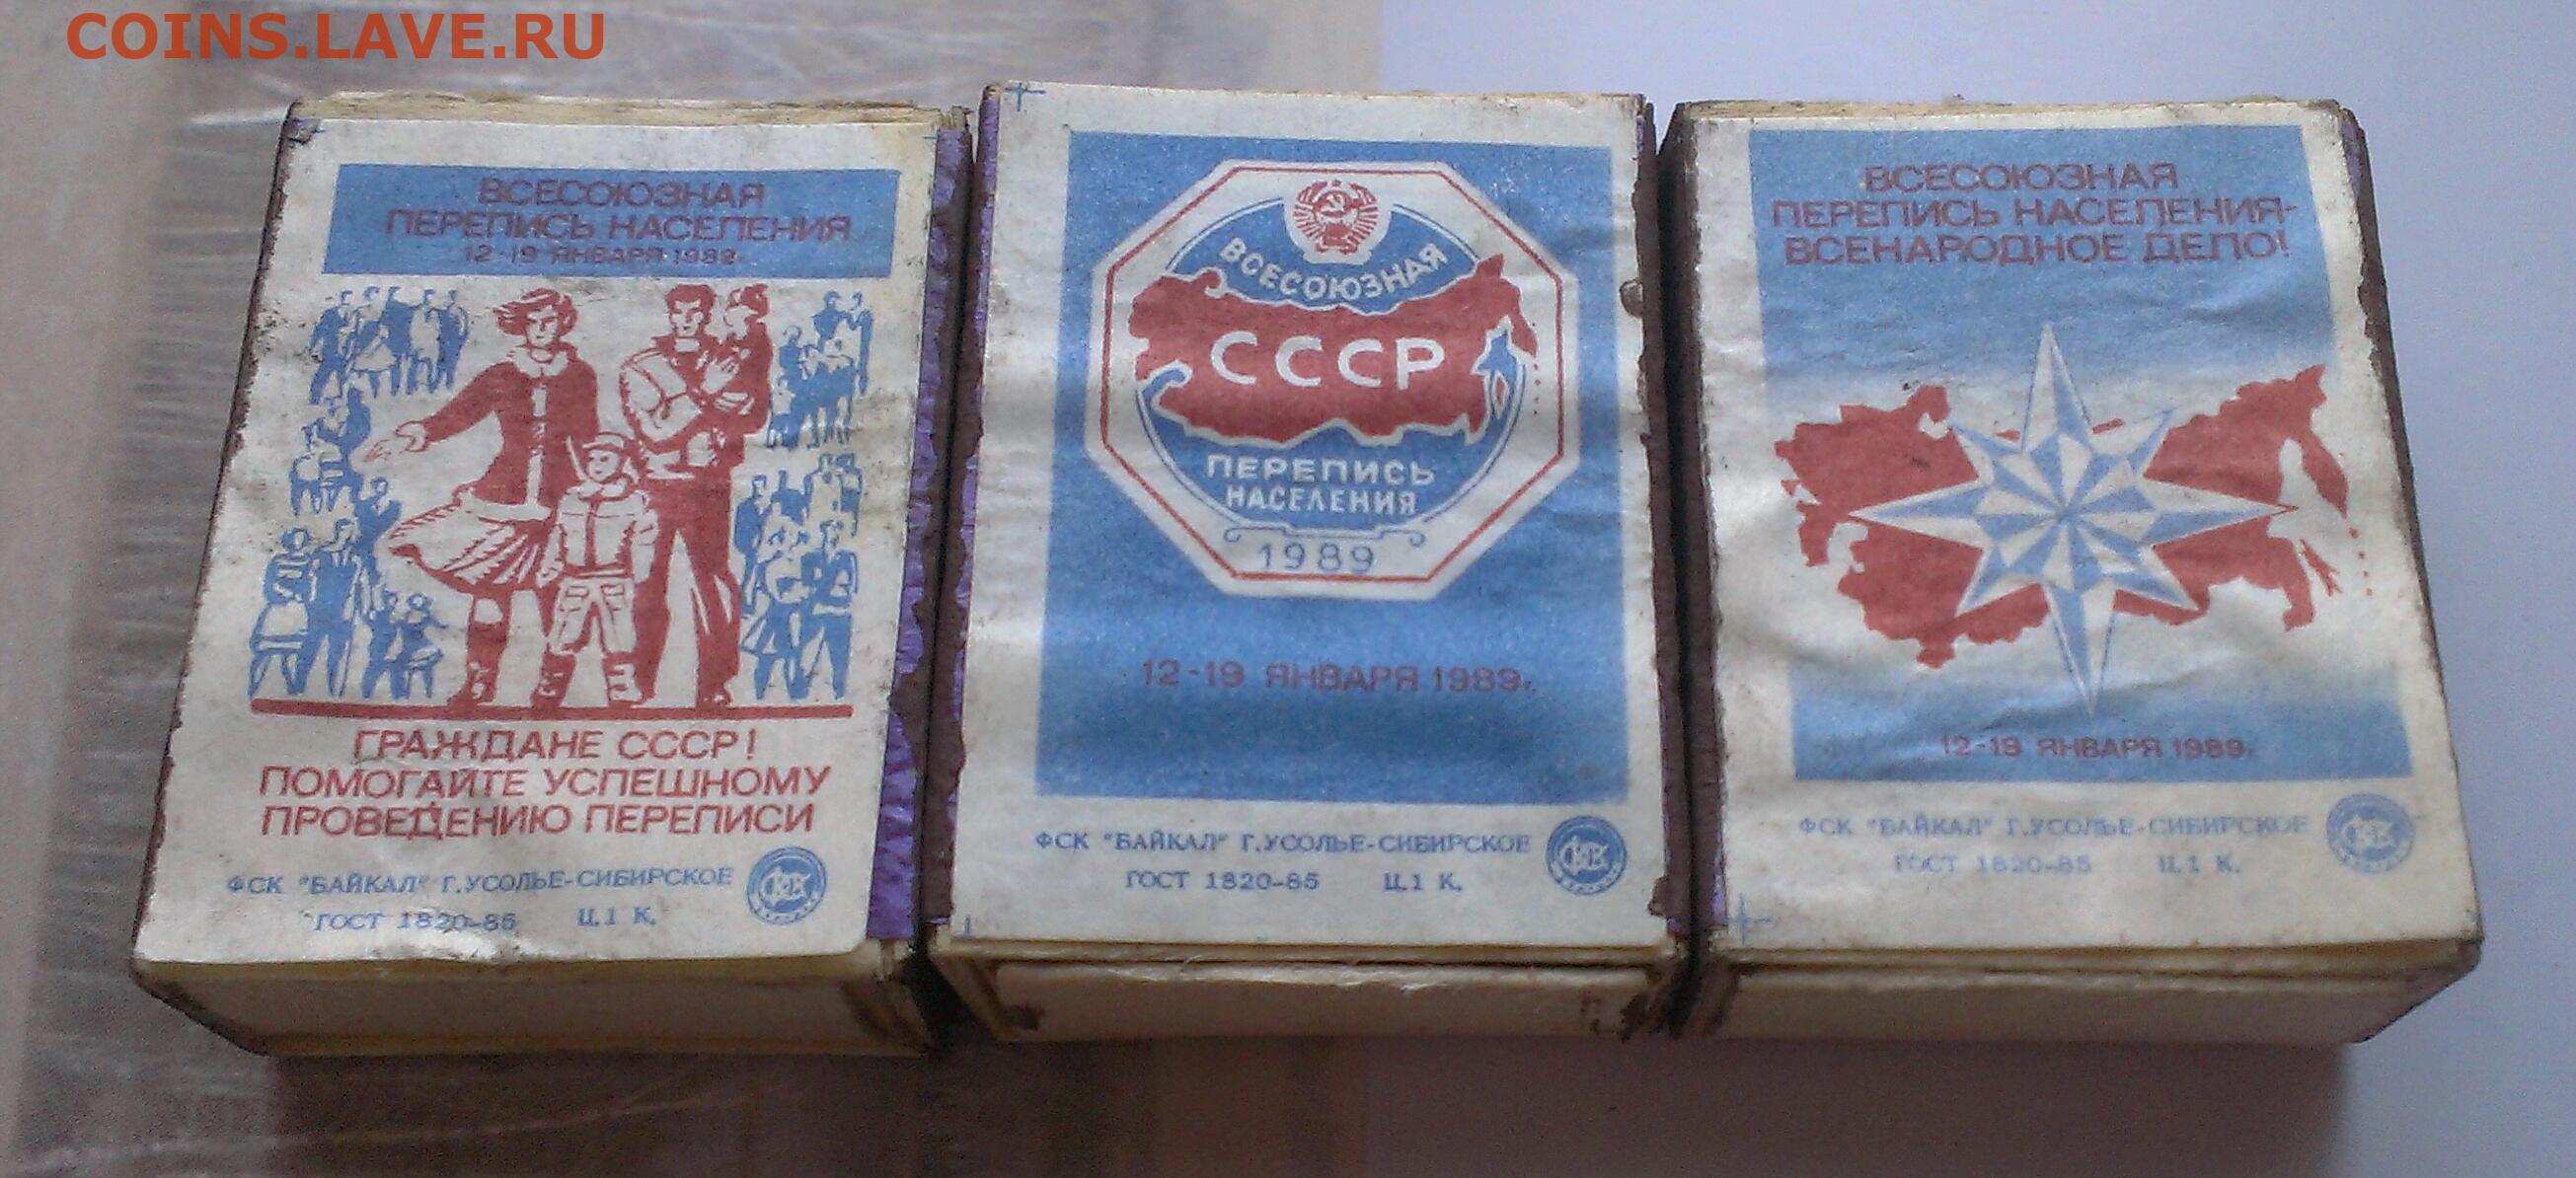 COINS.LAVE.RU
ВСЕСОЮЗНАЯ
ПЕРЕПИСЬ НАСЕЛЕНИЯ
12-19 ЯНВАРЯ 1989г.
ГРАЖДАНЕ СССР!
ПОМОГАЙТЕ УСПЕШНОМУ
ПРОВЕДЕНИЮ ПЕРЕПИСИ
ФСК "БАЙКАЛ" Г.УСОЛЬЕ-СИБИРСКОЕ
ГОСТ 1820-85 Ц.1 К.
ВСЕСОЮЗНАЯ
СССР
ПЕРЕПИСЬ
НАСЕЛЕНИЯ
1989
12-19 ЯНВАРЯ 1989г.
ФСК "БАЙКАЛ" Г.УСОЛЬЕ-СИБИРСКОЕ
ГОСТ 1820-85 Ц.1 К.
ВСЕСОЮЗНАЯ
ПЕРЕПИСЬ НАСЕЛЕНИЯ-
ВСЕНАРОДНОЕ ДЕЛО!
12-19 ЯНВАРЯ 1989г.
ФСК "БАЙКАЛ" Г.УСОЛЬЕ-СИБИРСКОЕ
ГОСТ 1820-85 Ц.1 К.